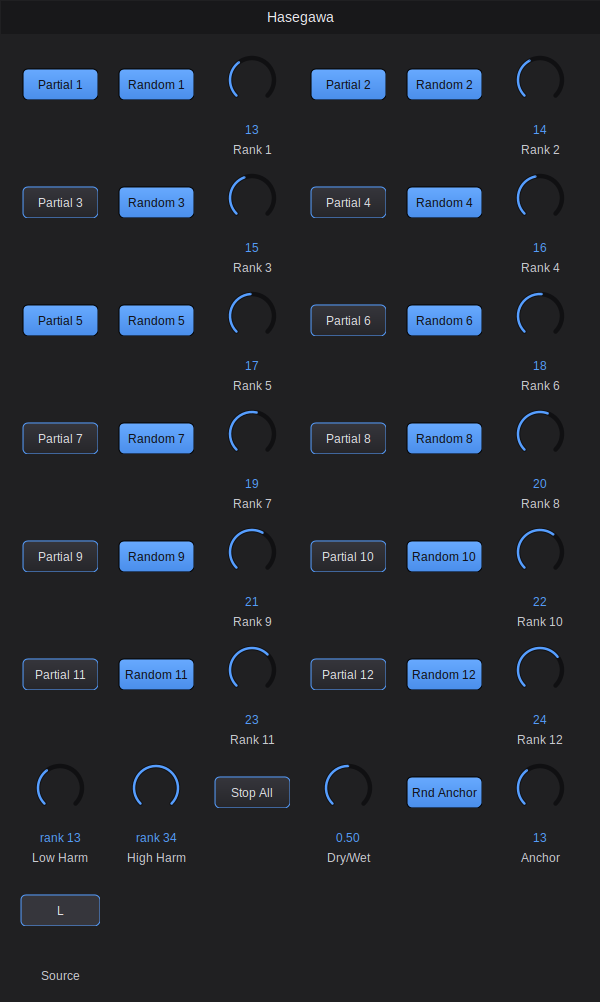 Hasegawa
Partial 1 Random 1 Partial 2 Random 2
13 14
Rank 1 Rank 2
Partial 3 Random 3 Partial 4 Random 4
15 16
Rank 3 Rank 4
Partial 5 Random 5 Partial 6 Random 6
17 18
Rank 5 Rank 6
Partial 7 Random 7 Partial 8 Random 8
19 20
Rank 7 Rank 8
Partial 9 Random 9 Partial 10 Random 10
21 22
Rank 9 Rank 10
Partial 11 Random 11 Partial 12 Random 12
23 24
Rank 11 Rank 12
Stop All Rnd Anchor
rank 13 rank 34 0.50 13
Low Harm High Harm Dry/Wet Anchor
L
Source